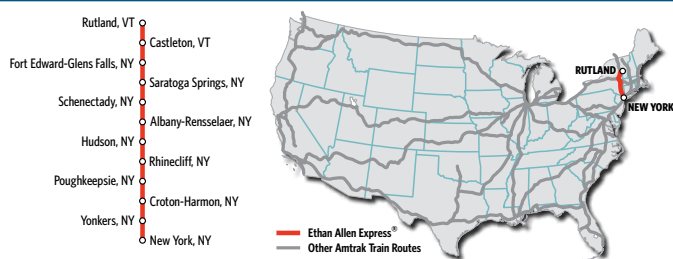 Rutland, VT
Castleton, VT
Fort Edward-Glens Falls, NY
Saratoga Springs, NY
Schenectady, NY
Albany-Rensselaer, NY
Hudson, NY
Rhinecliff, NY
Poughkeepsie, NY
Croton-Harmon, NY
Yonkers, NY
New York, NY
RUTLAND
NEW YORK
Ethan Allen Express®
Other Amtrak Train Routes